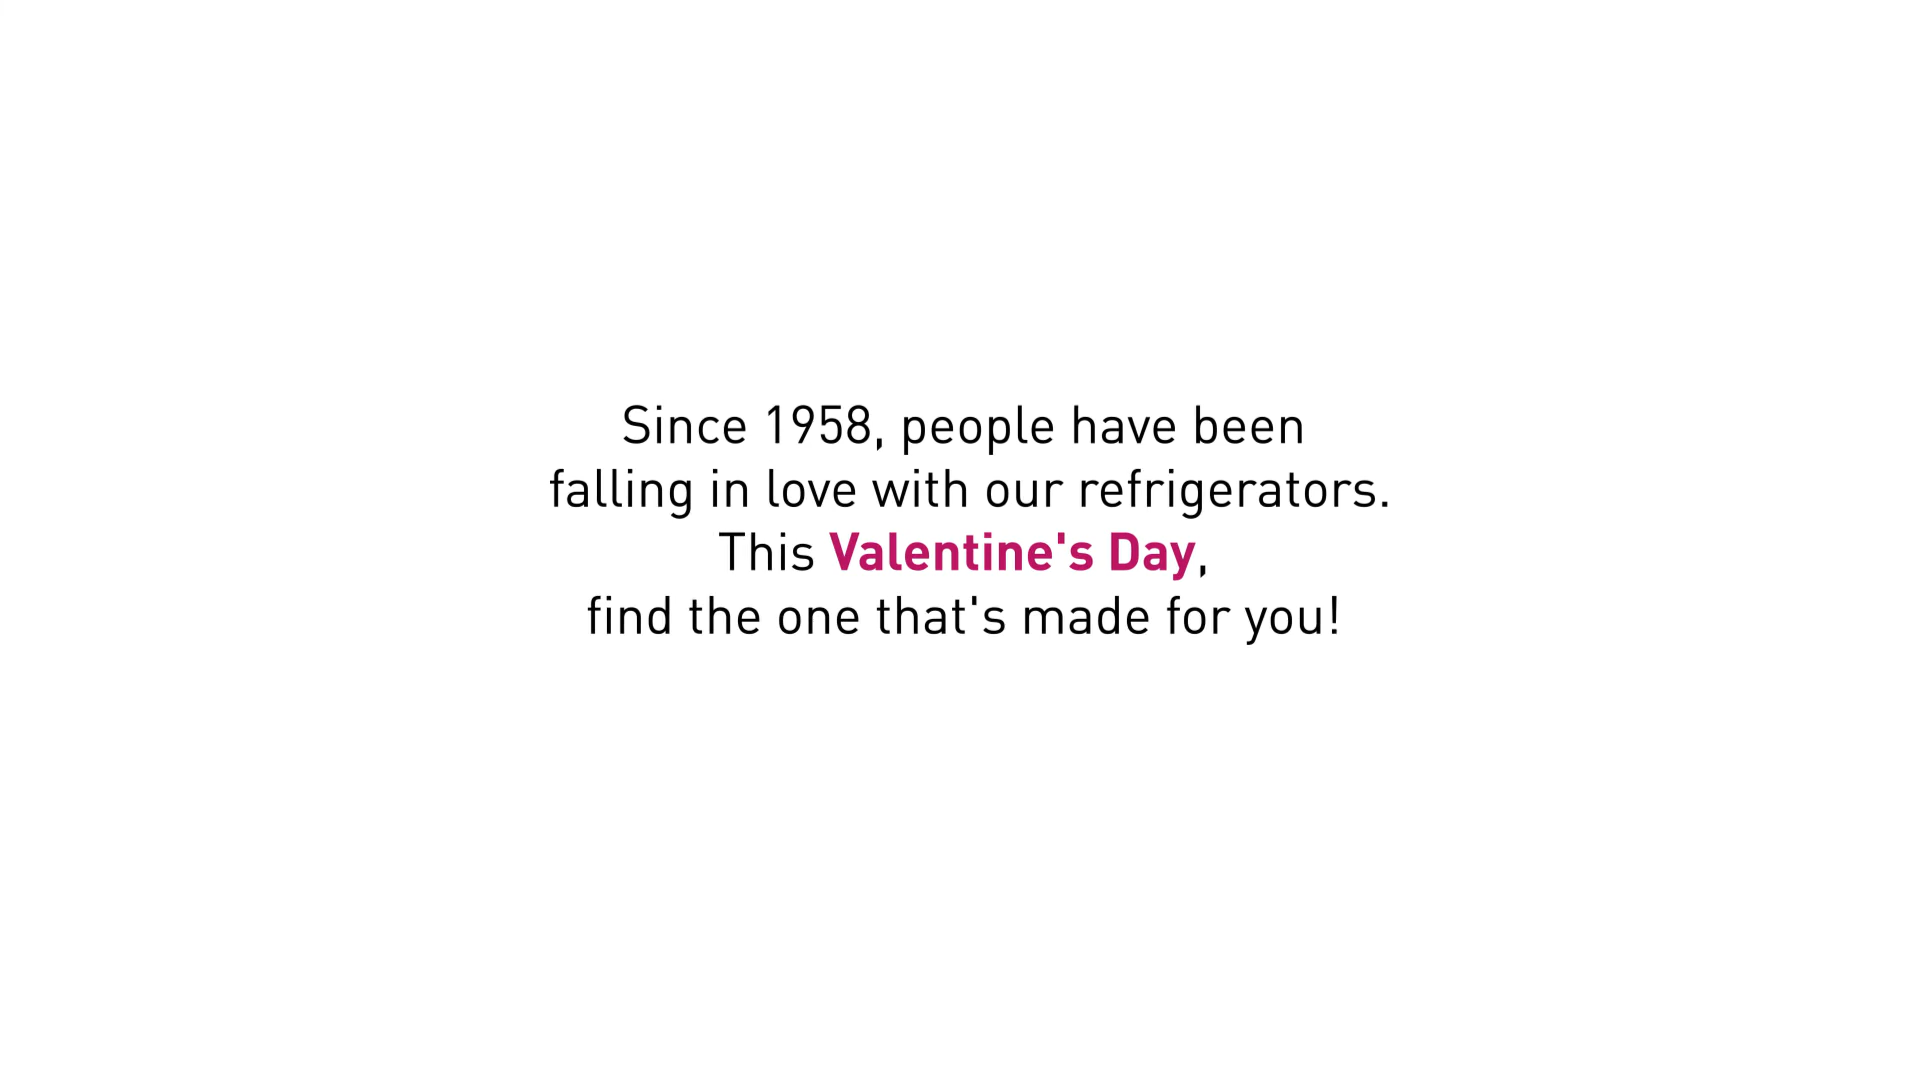 Since 1958, people have been
falling in love with our refrigerators.
This Valentine's Day,
find the one that's made for you!